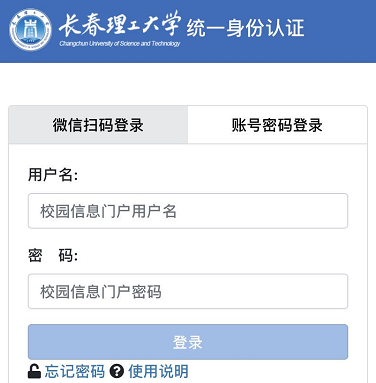 长春理工大学 统一身份认证
Changchun University of Science and Technology
微信扫码登录 账号密码登录
用户名:
校园信息门户用户名
密 码:
校园信息门户密码
登录
忘记密码 使用说明